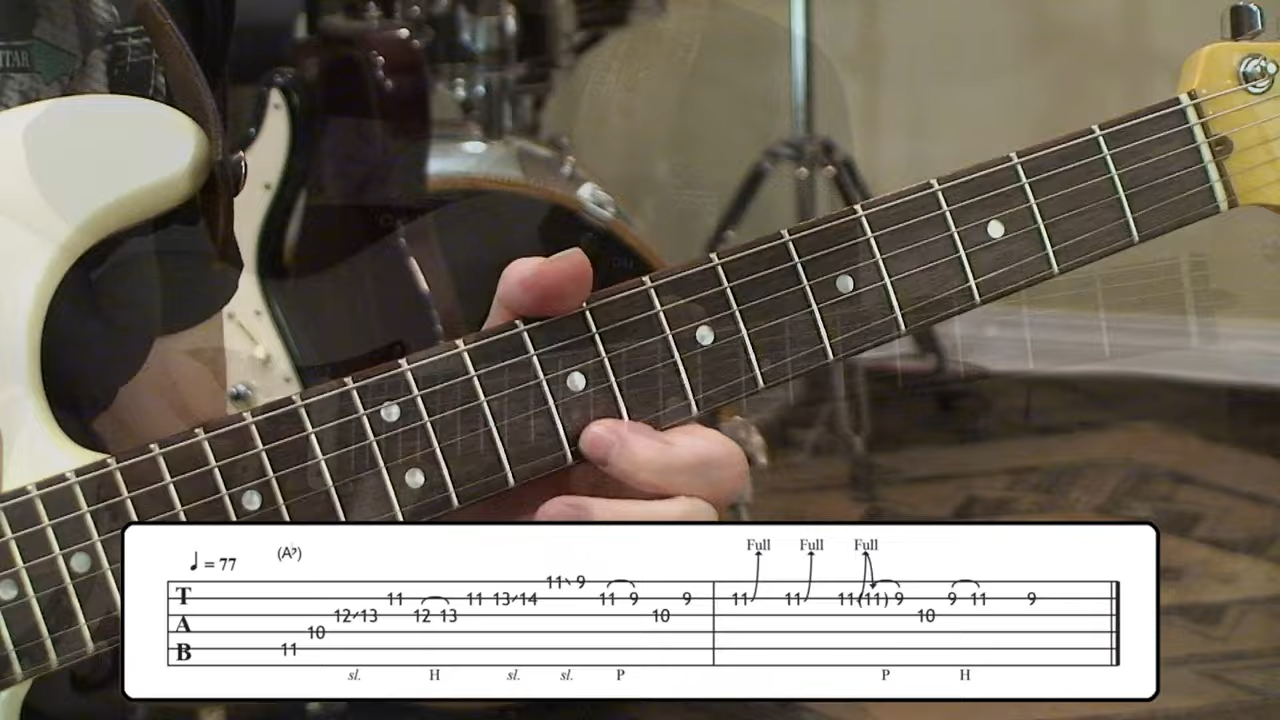 TAR
♩ = 77
(A♭)
Full Full Full
11\ 9
T 11 11 13/14 11 9 9 11 11 11(11) 9 9 11 9
12/13 12 13 10 10
A 10
B 11
sl. H sl. sl. P P H